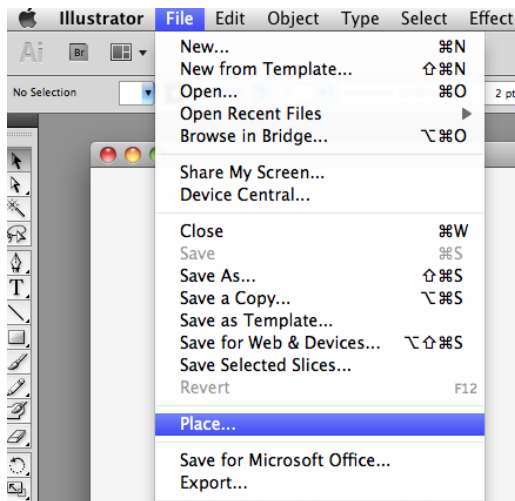 Illustrator File Edit Object Type Select Effect
Ai Br
No Selection 2 pt
New... ⌘N
New from Template... ⇧⌘N
Open... ⌘O
Open Recent Files ▶
Browse in Bridge... ⌥⌘O
Share My Screen...
Device Central...
Close ⌘W
Save ⌘S
Save As... ⇧⌘S
Save a Copy... ⌥⌘S
Save as Template...
Save for Web & Devices... ⌥⇧⌘S
Save Selected Slices...
Revert F12
Place...
Save for Microsoft Office...
Export...
T